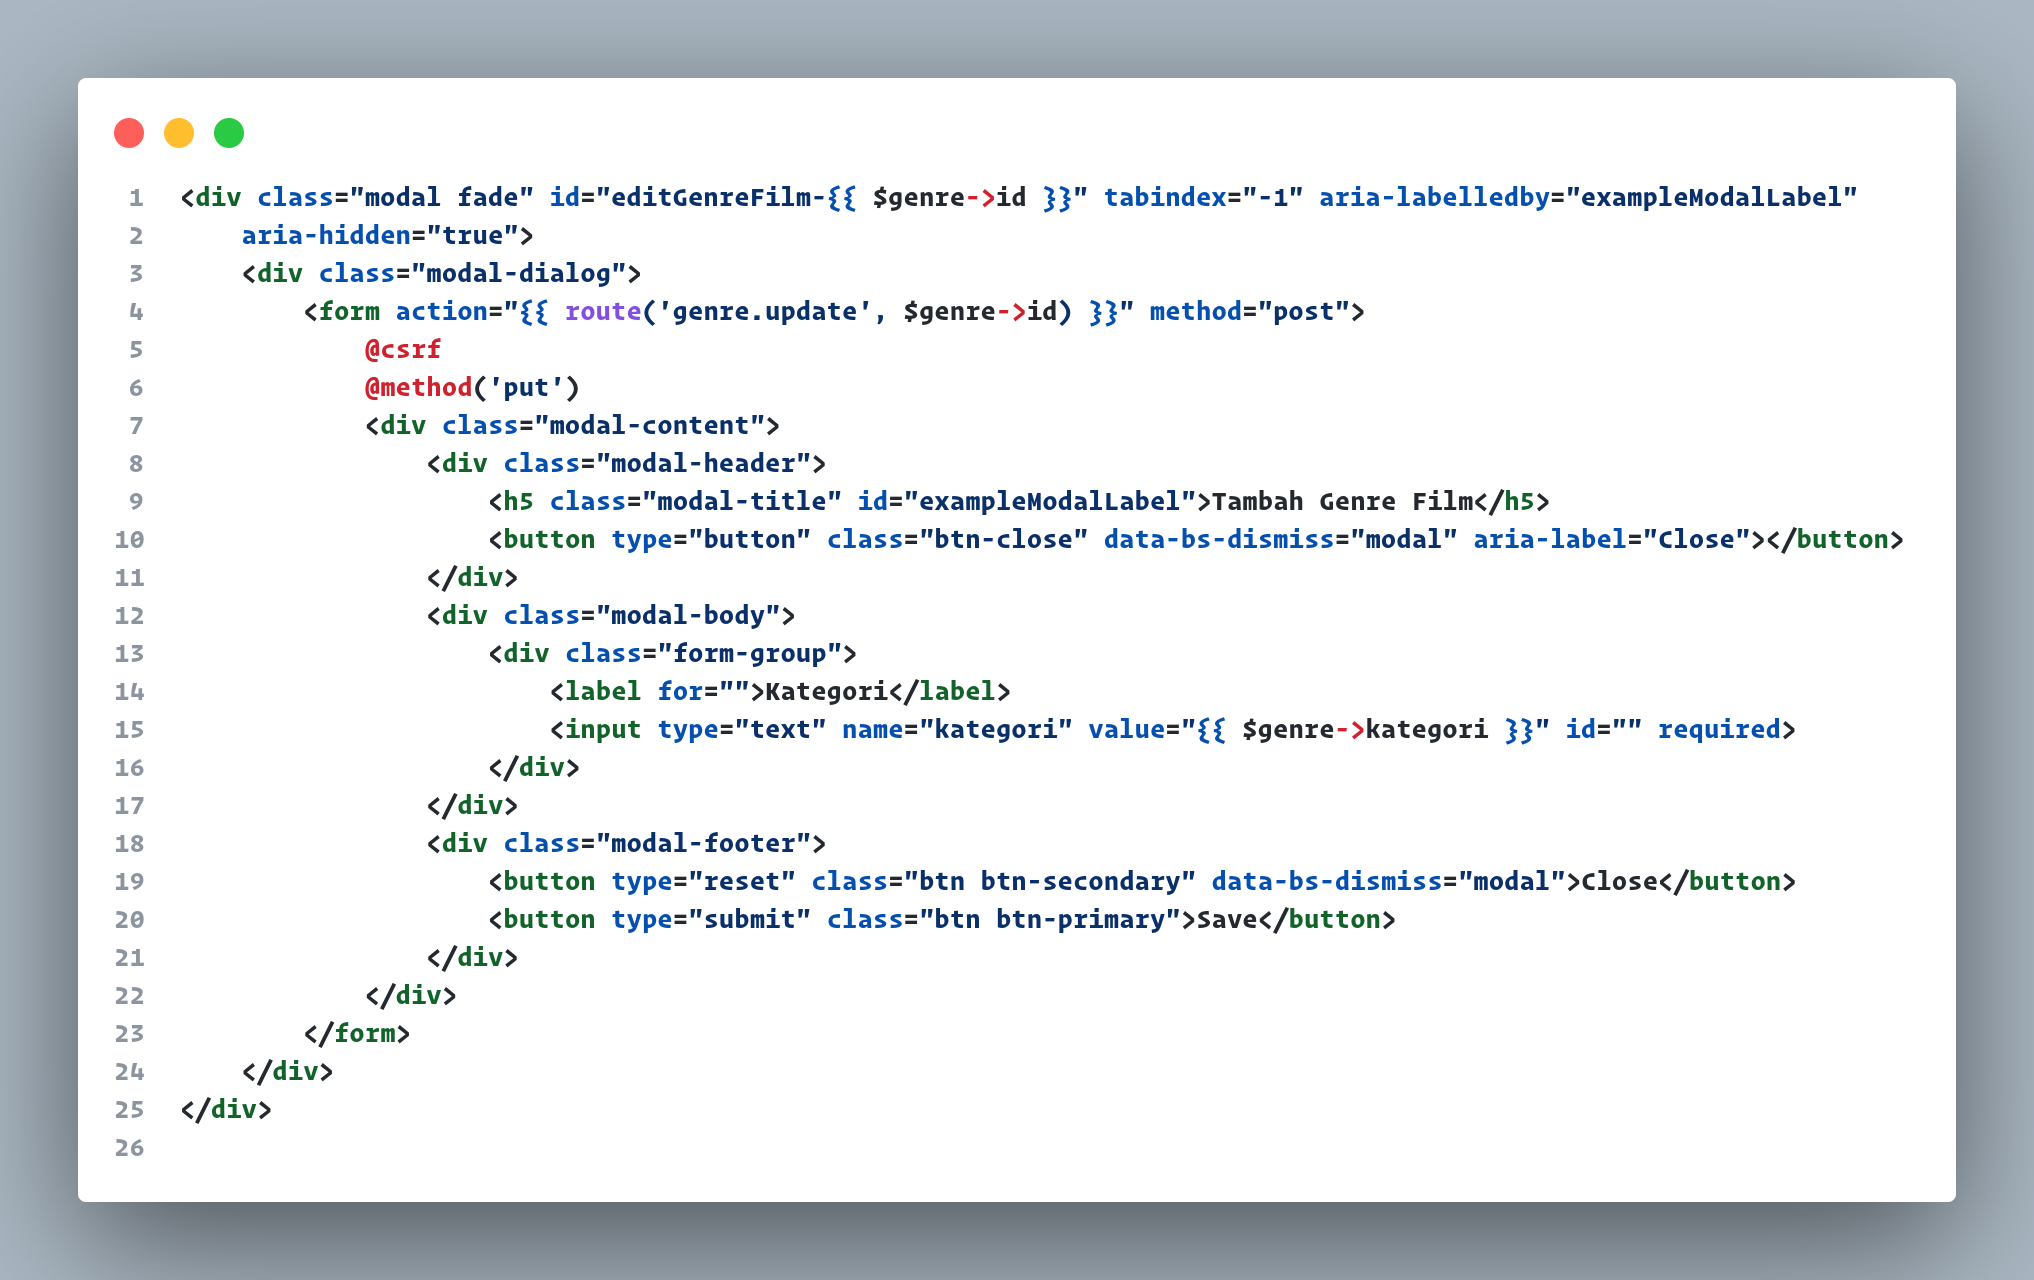 1 <div class="modal fade" id="editGenreFilm-{{ $genre->id }}" tabindex="-1" aria-labelledby="exampleModalLabel"
2     aria-hidden="true">
3     <div class="modal-dialog">
4         <form action="{{ route('genre.update', $genre->id) }}" method="post">
5             @csrf
6             @method('put')
7             <div class="modal-content">
8                 <div class="modal-header">
9                     <h5 class="modal-title" id="exampleModalLabel">Tambah Genre Film</h5>
10                     <button type="button" class="btn-close" data-bs-dismiss="modal" aria-label="Close"></button>
11                 </div>
12                 <div class="modal-body">
13                     <div class="form-group">
14                         <label for="">Kategori</label>
15                         <input type="text" name="kategori" value="{{ $genre->kategori }}" id="" required>
16                     </div>
17                 </div>
18                 <div class="modal-footer">
19                     <button type="reset" class="btn btn-secondary" data-bs-dismiss="modal">Close</button>
20                     <button type="submit" class="btn btn-primary">Save</button>
21                 </div>
22             </div>
23         </form>
24     </div>
25 </div>
26